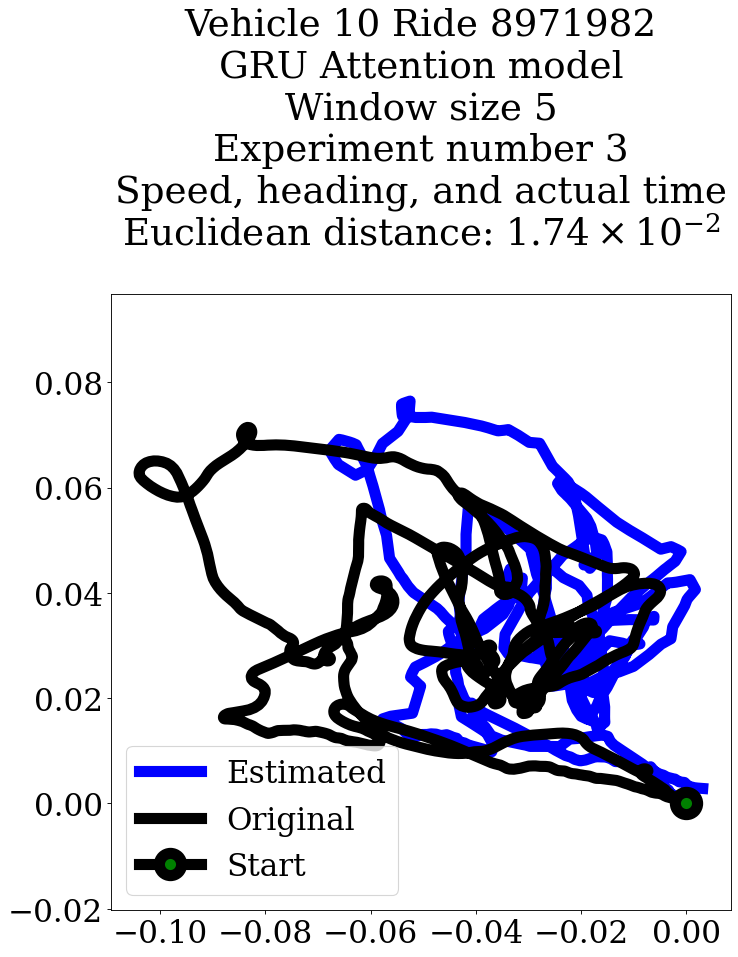 Vehicle 10 Ride 8971982
GRU Attention model
Window size 5
Experiment number 3
Speed, heading, and actual time
Euclidean distance: 1.74 × 10⁻²
0.08
0.06
0.04
0.02
0.00
−0.02
Estimated
Original
Start
−0.10 −0.08 −0.06 −0.04 −0.02 0.00